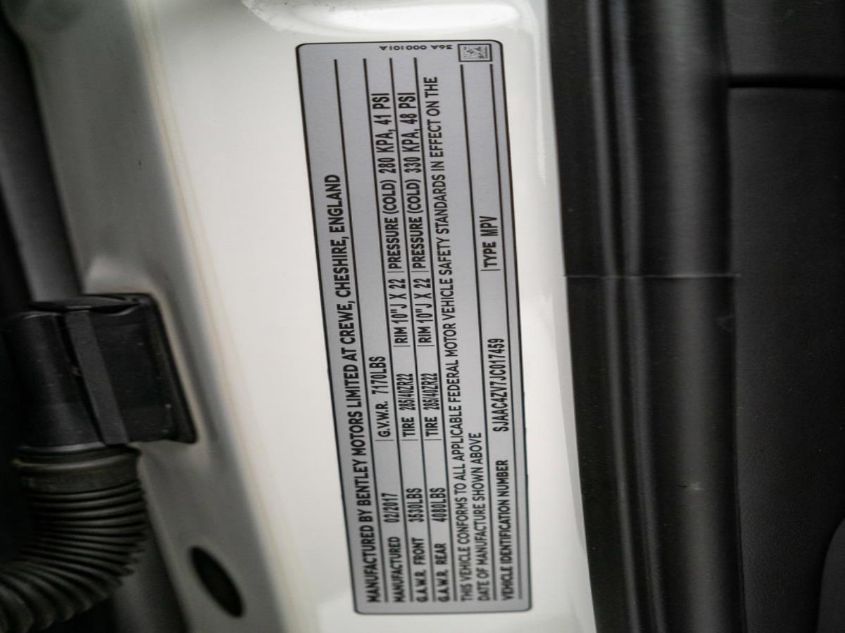 MANUFACTURED BY BENTLEY MOTORS LIMITED AT CREWE, CHESHIRE, ENGLAND
MANUFACTURED 02/2017 G.V.W.R. 7170LBS
G.A.W.R. FRONT 3530LBS TIRE 285/40ZR22 RIM 10"J X 22 PRESSURE (COLD) 280 KPA, 41 PSI
G.A.W.R. REAR 4080LBS TIRE 285/40ZR22 RIM 10"J X 22 PRESSURE (COLD) 330 KPA, 48 PSI
THIS VEHICLE CONFORMS TO ALL APPLICABLE FEDERAL MOTOR VEHICLE SAFETY STANDARDS IN EFFECT ON THE
DATE OF MANUFACTURE SHOWN ABOVE
VEHICLE IDENTIFICATION NUMBER SJAAC4ZV7JC017459 TYPE MPV
36A 000101A